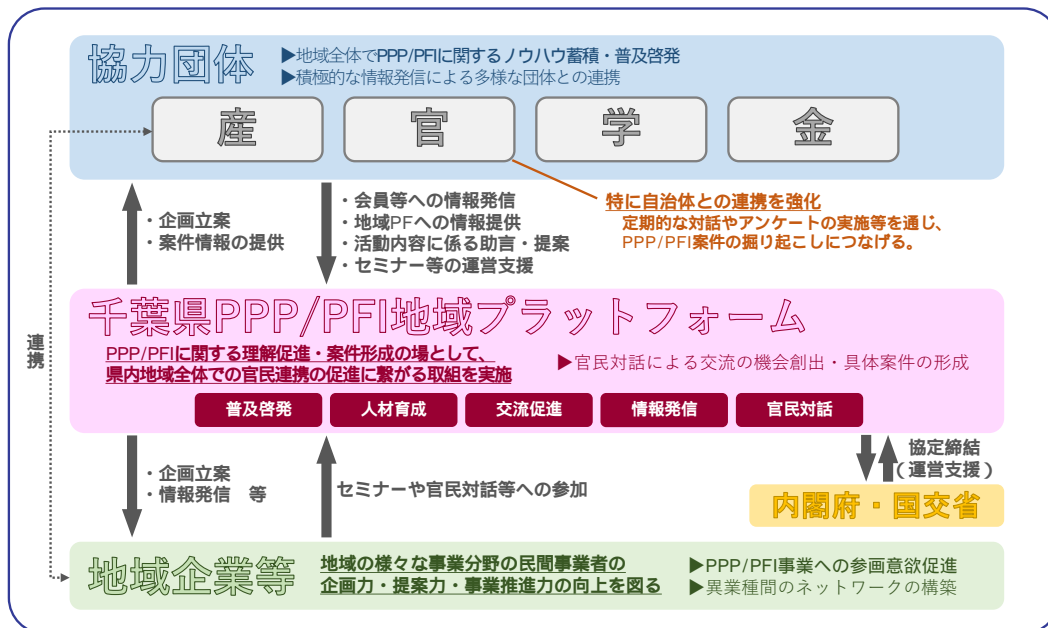 協力団体
▶地域全体でPPP/PFIに関するノウハウ蓄積・普及啓発
▶積極的な情報発信による多様な団体との連携
産
官
学
金
・企画立案
・案件情報の提供
・会員等への情報発信
・地域PFへの情報提供
・活動内容に係る助言・提案
・セミナー等の運営支援
特に自治体との連携を強化
定期的な対話やアンケートの実施等を通じ、
PPP/PFI案件の掘り起こしにつなげる。
連携
千葉県PPP/PFI地域プラットフォーム
PPP/PFIに関する理解促進・案件形成の場として、
県内地域全体での官民連携の促進に繋がる取組を実施
▶官民対話による交流の機会創出・具体案件の形成
普及啓発
人材育成
交流促進
情報発信
官民対話
・企画立案
・情報発信　等
セミナーや官民対話等への参加
協定締結
（運営支援）
内閣府・国交省
地域企業等
地域の様々な事業分野の民間事業者の
企画力・提案力・事業推進力の向上を図る
▶PPP/PFI事業への参画意欲促進
▶異業種間のネットワークの構築